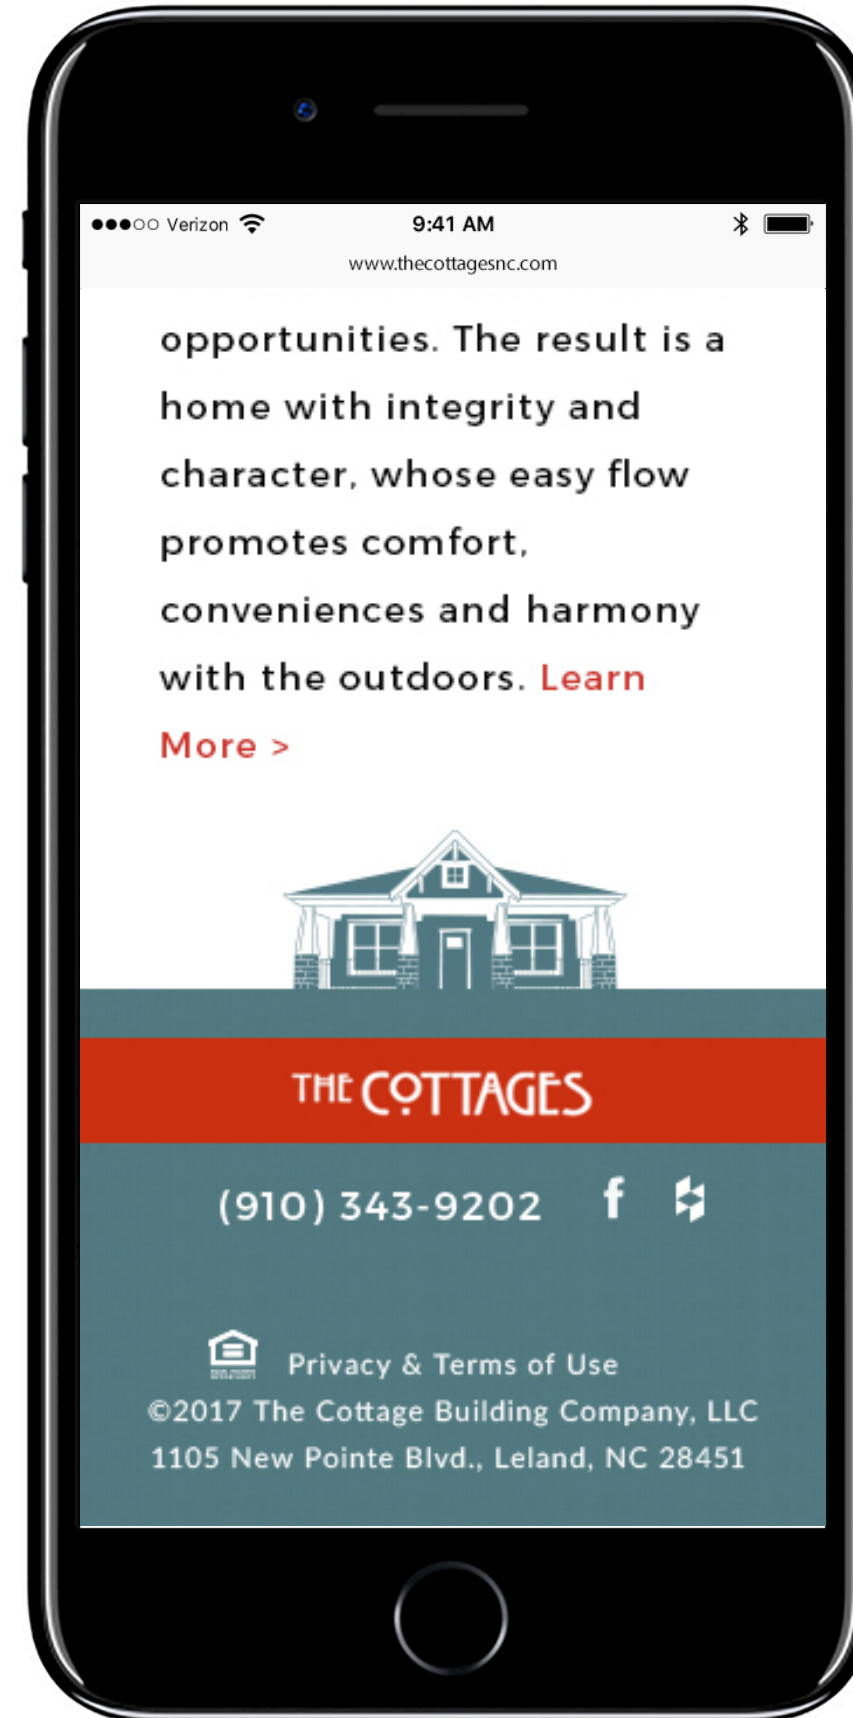 Verizon 9:41 AM
www.thecottagesnc.com
opportunities. The result is a
home with integrity and
character, whose easy flow
promotes comfort,
conveniences and harmony
with the outdoors. Learn
More >
THE COTTAGES
(910) 343-9202 f
Privacy & Terms of Use
©2017 The Cottage Building Company, LLC
1105 New Pointe Blvd., Leland, NC 28451